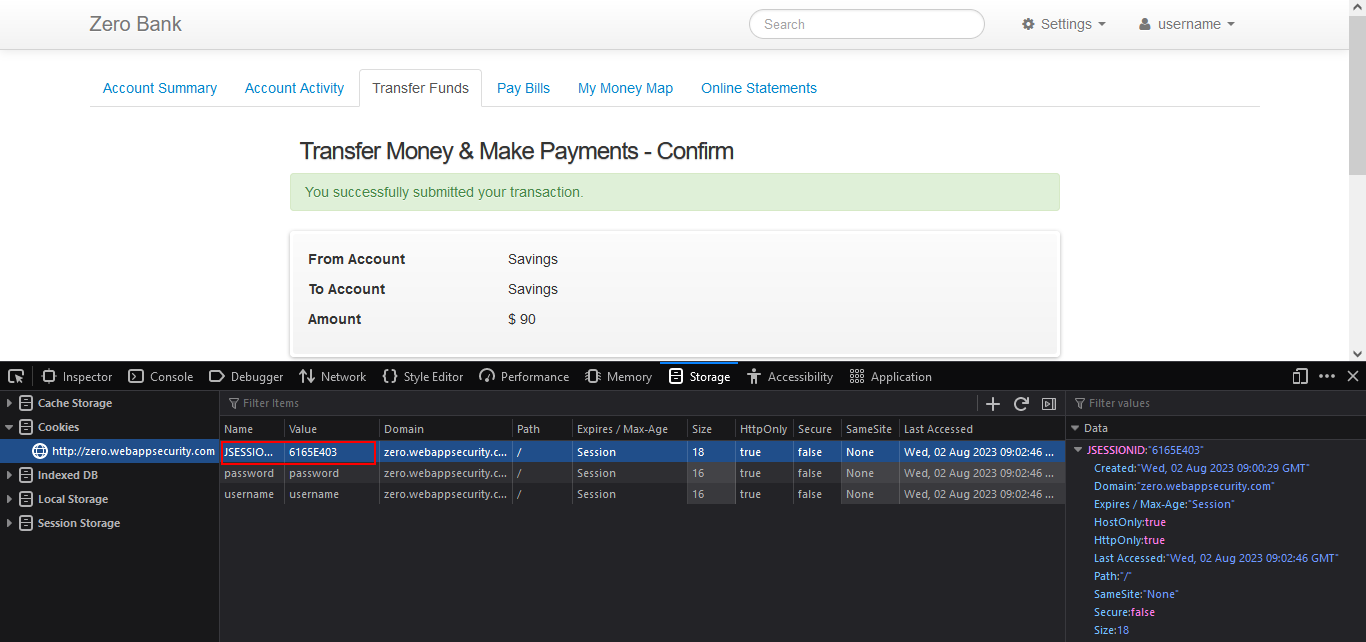 Zero Bank Search Settings username
Account Summary Account Activity Transfer Funds Pay Bills My Money Map Online Statements
Transfer Money & Make Payments - Confirm
You successfully submitted your transaction.
From Account Savings
To Account Savings
Amount $ 90
Inspector Console Debugger Network Style Editor Performance Memory Storage Accessibility Application
Cache Storage
Cookies
http://zero.webappsecurity.com
Indexed DB
Local Storage
Session Storage
Filter Items
Name Value Domain Path Expires / Max-Age Size HttpOnly Secure SameSite Last Accessed
JSESSIO... 6165E403 zero.webappsecurity.c... / Session 18 true false None Wed, 02 Aug 2023 09:02:46 ...
password password zero.webappsecurity.c... / Session 16 true false None Wed, 02 Aug 2023 09:02:46 ...
username username zero.webappsecurity.c... / Session 16 true false None Wed, 02 Aug 2023 09:02:46 ...
Filter values
Data
JSESSIONID:"6165E403"
Created:"Wed, 02 Aug 2023 09:00:29 GMT"
Domain:"zero.webappsecurity.com"
Expires / Max-Age:"Session"
HostOnly:true
HttpOnly:true
Last Accessed:"Wed, 02 Aug 2023 09:02:46 GMT"
Path:"/"
SameSite:"None"
Secure:false
Size:18